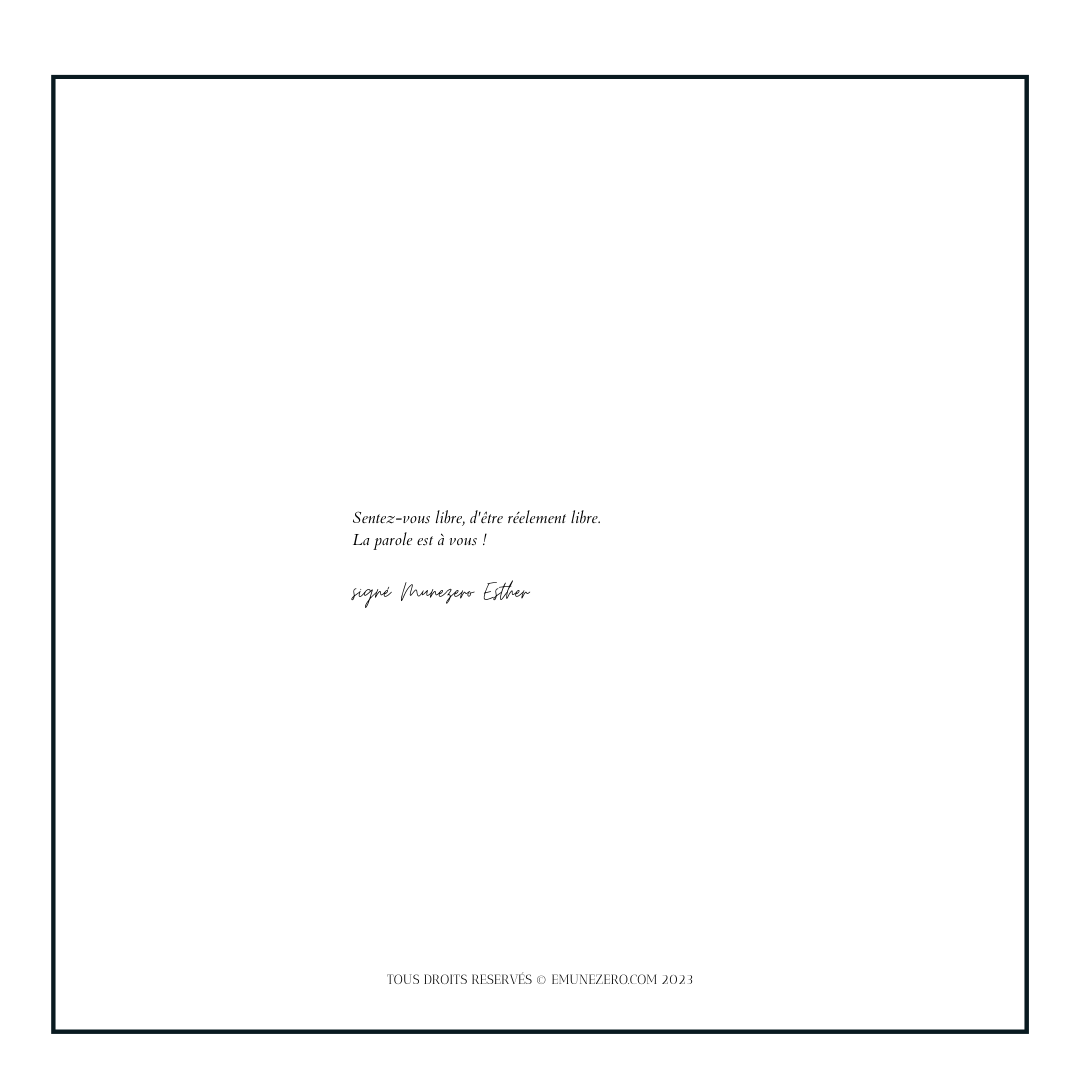 Sentez-vous libre, d'être réelement libre.
La parole est à vous !
signé Munezero Esther
TOUS DROITS RESERVÉS © EMUNEZERO.COM 2023